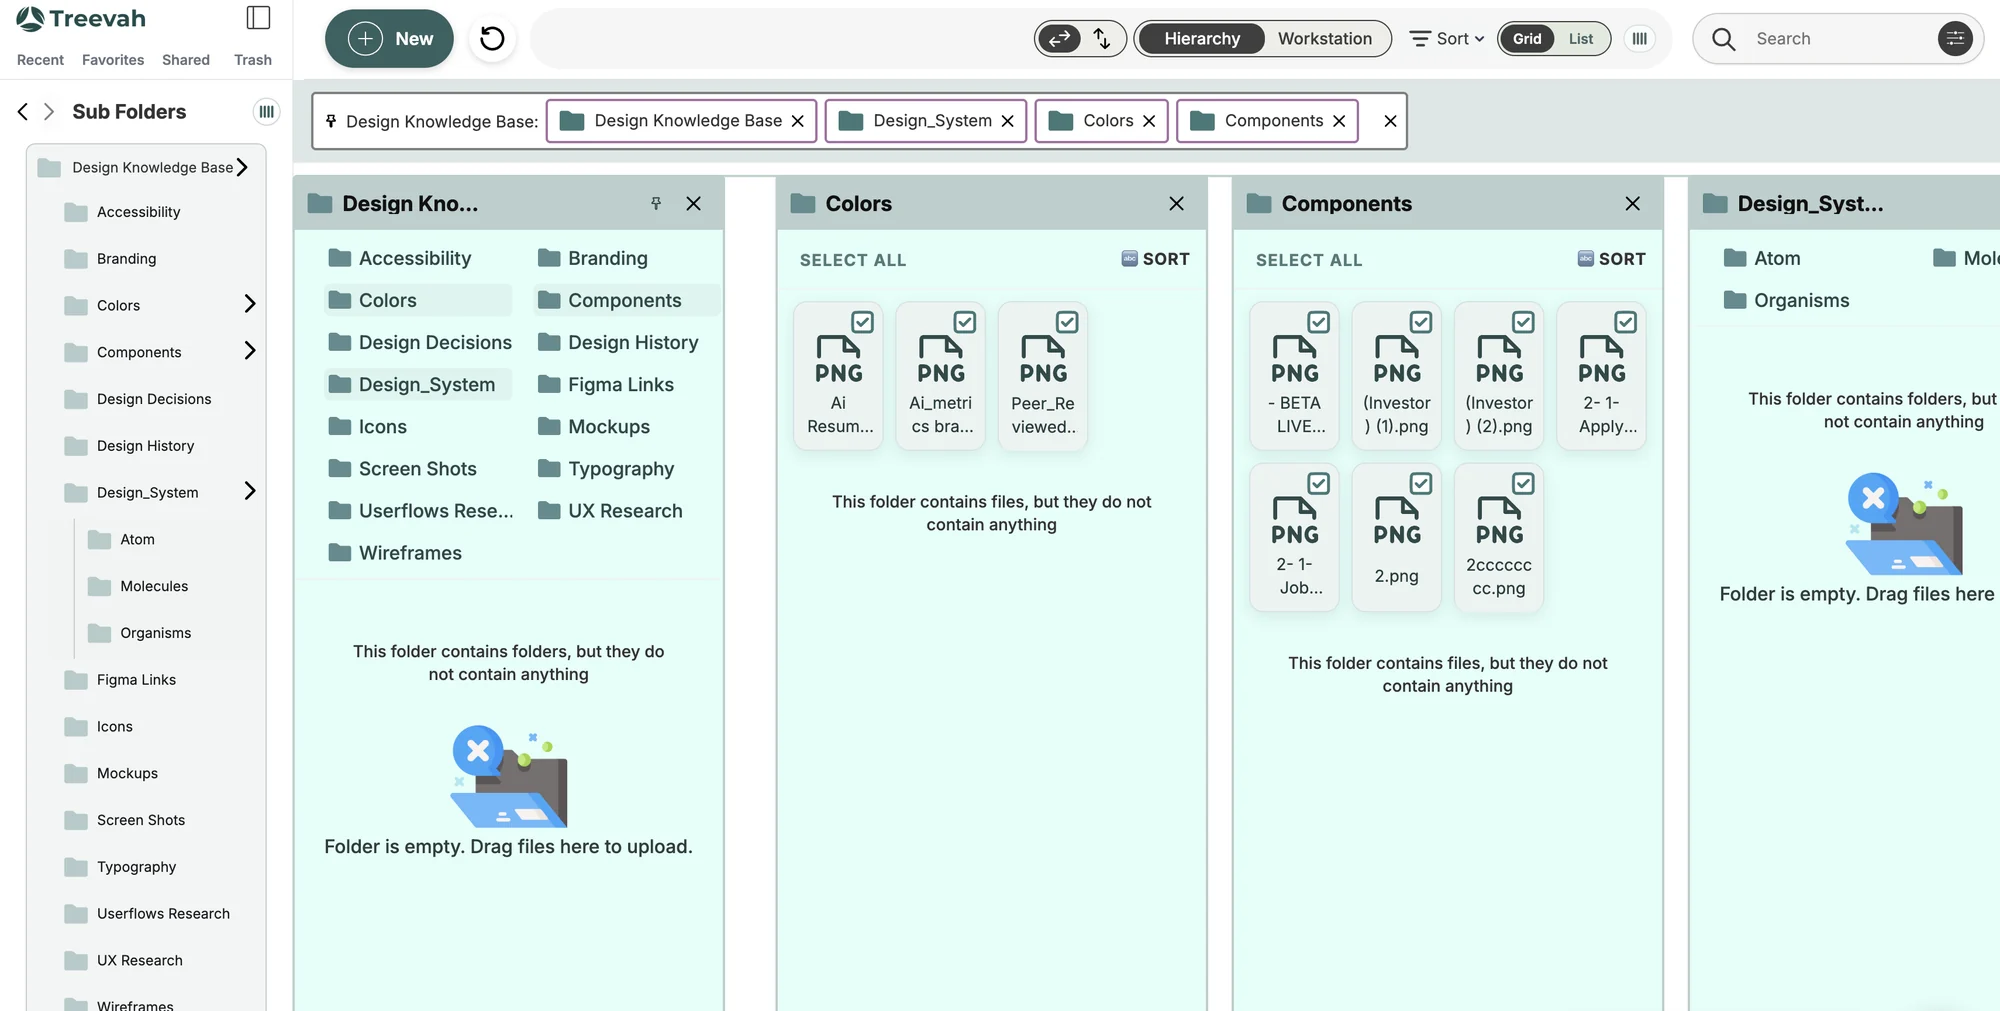 Treevah
Recent Favorites Shared Trash
New
Hierarchy Workstation
Sort
Grid List
Search
Sub Folders
Design Knowledge Base
Accessibility
Branding
Colors
Components
Design Decisions
Design History
Design_System
Atom
Molecules
Organisms
Figma Links
Icons
Mockups
Screen Shots
Typography
Userflows Research
UX Research
Wireframes
Design Knowledge Base: Design Knowledge Base Design_System Colors Components
Design Kno...
Accessibility Branding
Colors Components
Design Decisions Design History
Design_System Figma Links
Icons Mockups
Screen Shots Typography
Userflows Rese... UX Research
Wireframes
This folder contains folders, but they do
not contain anything
Folder is empty. Drag files here to upload.
Colors
SELECT ALL abc SORT
PNG PNG PNG
Ai Ai_metri Peer_Re
Resum... cs bra... viewed..
This folder contains files, but they do not
contain anything
Components
SELECT ALL abc SORT
PNG PNG PNG PNG
- BETA (Investor (Investor 2- 1-
LIVE... ) (1).png ) (2).png Apply...
PNG PNG PNG
2- 1- 2.png 2cccccc
Job... cc.png
This folder contains files, but they do not
contain anything
Design_Syst...
Atom Mole
Organisms
This folder contains folders, but
not contain anything
Folder is empty. Drag files here